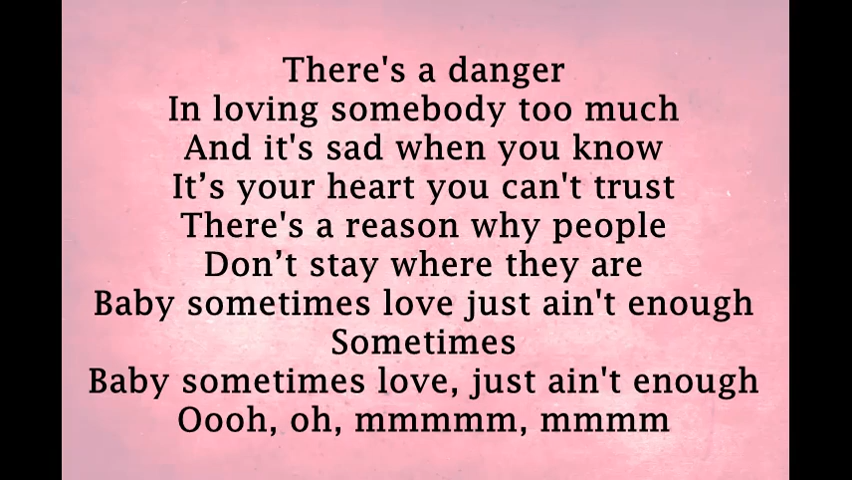 There's a danger
In loving somebody too much
And it's sad when you know
It’s your heart you can't trust
There's a reason why people
Don’t stay where they are
Baby sometimes love just ain't enough
Sometimes
Baby sometimes love, just ain't enough
Oooh, oh, mmmmm, mmmm